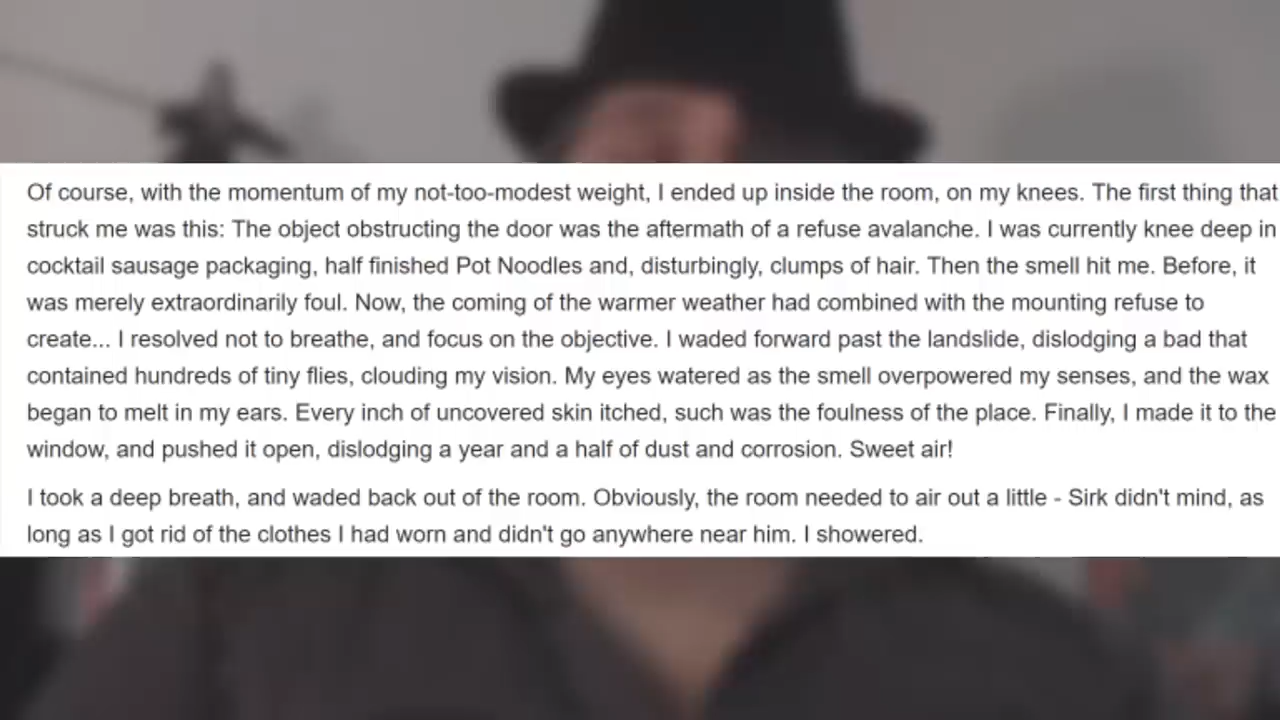 Of course, with the momentum of my not-too-modest weight, I ended up inside the room, on my knees. The first thing that
struck me was this: The object obstructing the door was the aftermath of a refuse avalanche. I was currently knee deep in
cocktail sausage packaging, half finished Pot Noodles and, disturbingly, clumps of hair. Then the smell hit me. Before, it
was merely extraordinarily foul. Now, the coming of the warmer weather had combined with the mounting refuse to
create... I resolved not to breathe, and focus on the objective. I waded forward past the landslide, dislodging a bad that
contained hundreds of tiny flies, clouding my vision. My eyes watered as the smell overpowered my senses, and the wax
began to melt in my ears. Every inch of uncovered skin itched, such was the foulness of the place. Finally, I made it to the
window, and pushed it open, dislodging a year and a half of dust and corrosion. Sweet air!
I took a deep breath, and waded back out of the room. Obviously, the room needed to air out a little - Sirk didn't mind, as
long as I got rid of the clothes I had worn and didn't go anywhere near him. I showered.